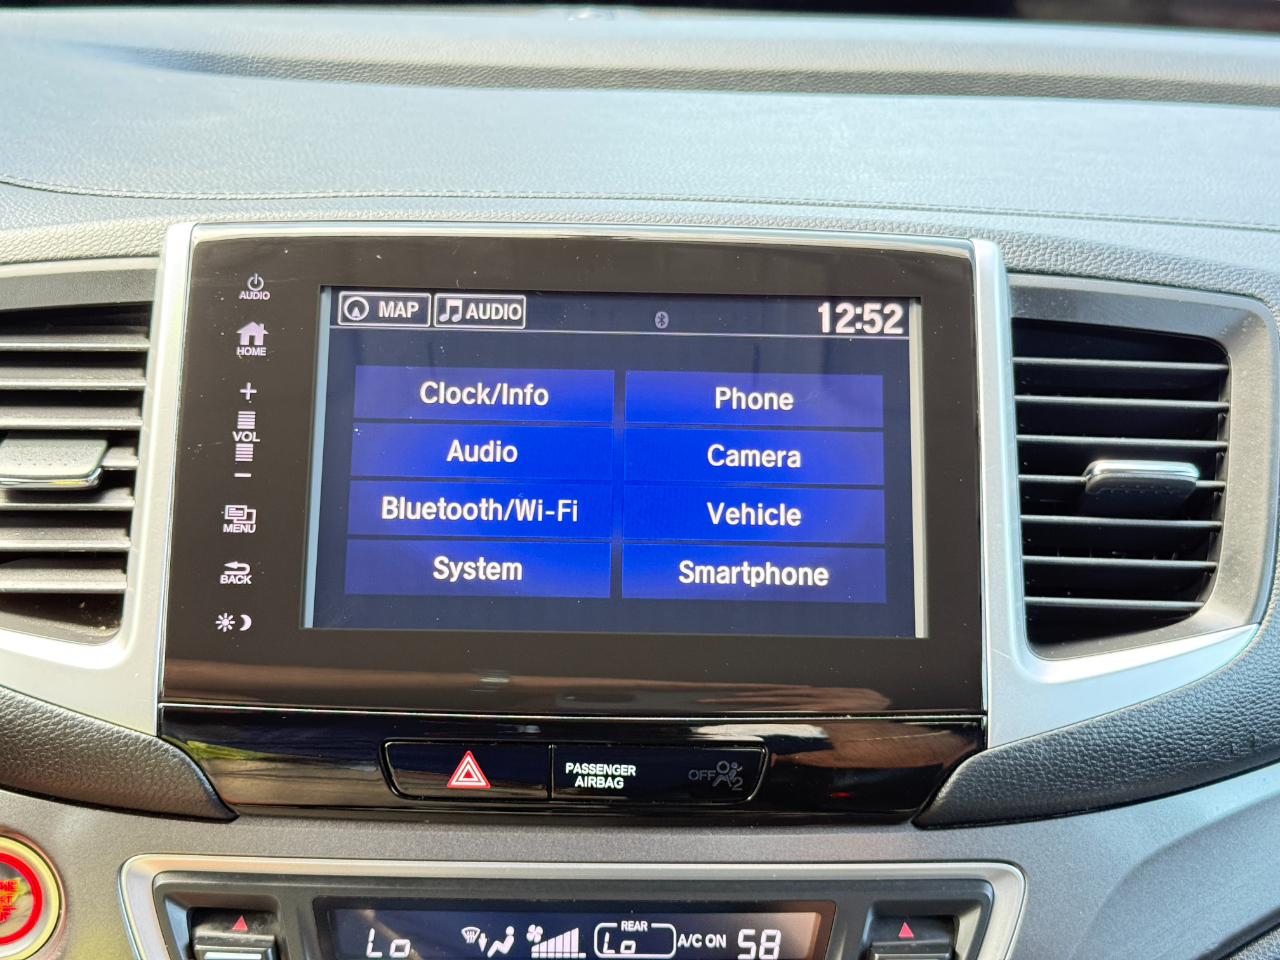 AUDIO
HOME
+
VOL
−
MENU
BACK
MAP
AUDIO
12:52
Clock/Info
Phone
Audio
Camera
Bluetooth/Wi-Fi
Vehicle
System
Smartphone
PASSENGER
AIRBAG
OFF
2
Lo
REAR
Lo
A/C ON
58